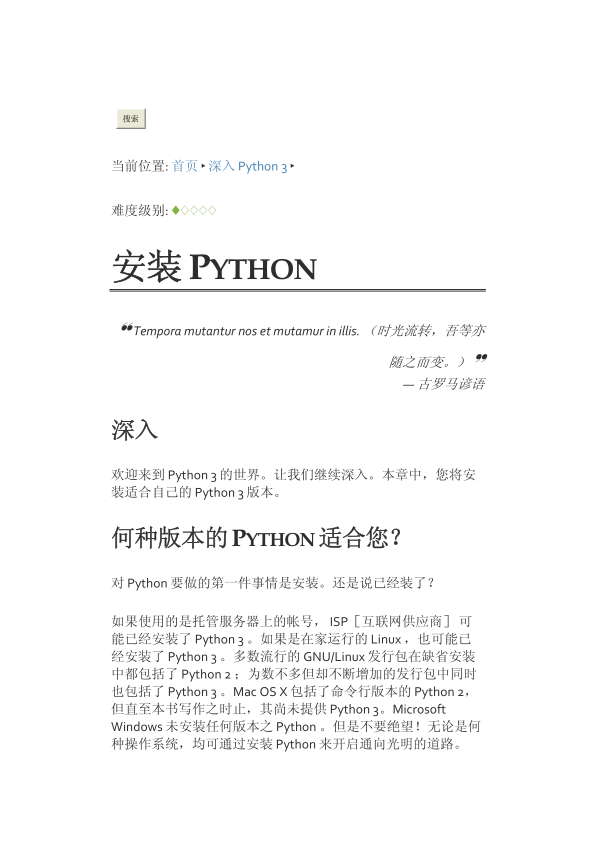 搜索
当前位置: 首页 ‣ 深入 Python 3 ‣
难度级别: ♦♢♢♢♢
安装 PYTHON
❝Tempora mutantur nos et mutamur in illis. （时光流转，吾等亦
随之而变。） ❞
— 古罗马谚语
深入
欢迎来到 Python 3 的世界。让我们继续深入。本章中，您将安
装适合自己的 Python 3 版本。
何种版本的 PYTHON 适合您？
对 Python 要做的第一件事情是安装。还是说已经装了？
如果使用的是托管服务器上的帐号， ISP［互联网供应商］ 可
能已经安装了 Python 3 。如果是在家运行的 Linux ，也可能已
经安装了 Python 3 。多数流行的 GNU/Linux 发行包在缺省安装
中都包括了 Python 2 ；为数不多但却不断增加的发行包中同时
也包括了 Python 3 。Mac OS X 包括了命令行版本的 Python 2，
但直至本书写作之时止，其尚未提供 Python 3。Microsoft
Windows 未安装任何版本之 Python 。但是不要绝望！无论是何
种操作系统，均可通过安装 Python 来开启通向光明的道路。